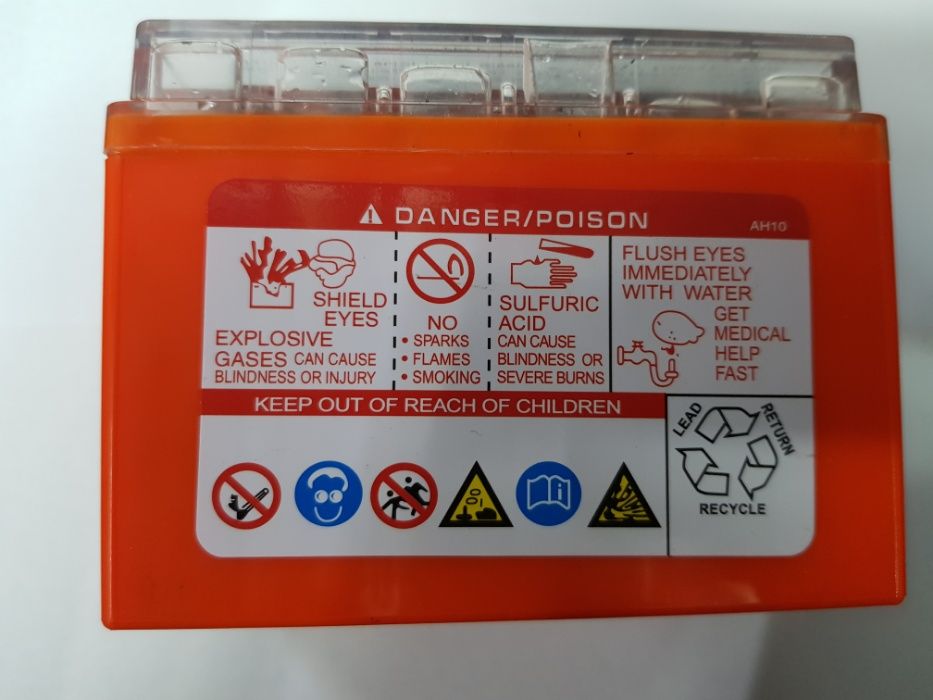 DANGER/POISON
AH10
SHIELD
EYES
EXPLOSIVE
GASES CAN CAUSE
BLINDNESS OR INJURY
NO
• SPARKS
• FLAMES
• SMOKING
SULFURIC
ACID
CAN CAUSE
BLINDNESS OR
SEVERE BURNS
FLUSH EYES
IMMEDIATELY
WITH WATER
GET
MEDICAL
HELP
FAST
KEEP OUT OF REACH OF CHILDREN
LEAD
RETURN
RECYCLE